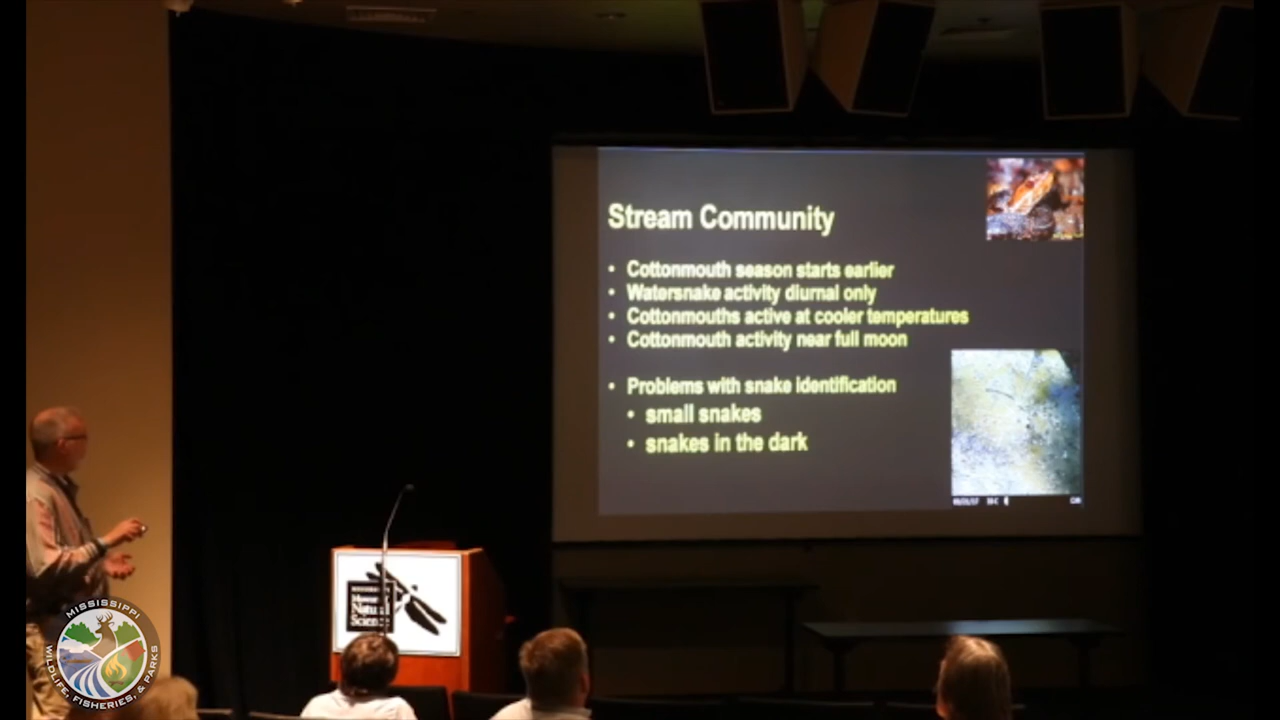 Stream Community
• Cottonmouth season starts earlier
• Watersnake activity diurnal only
• Cottonmouths active at cooler temperatures
• Cottonmouth activity near full moon
• Problems with snake identification
• small snakes
• snakes in the dark
Museum
Natural
Science
MISSISSIPPI
WILDLIFE, FISHERIES, & PARKS